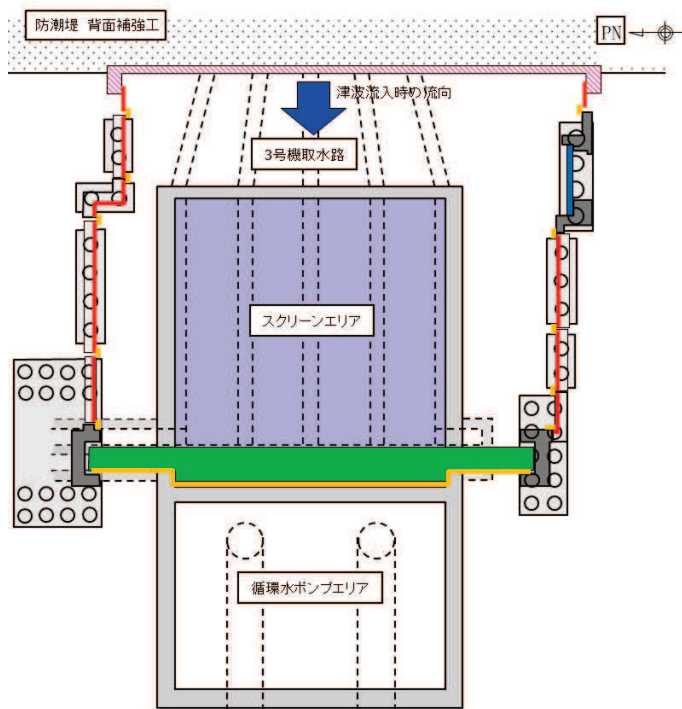 防潮堤 背面補強工
PN
津波流入時の流向
3号機取水路
スクリーンエリア
循環水ポンプエリア